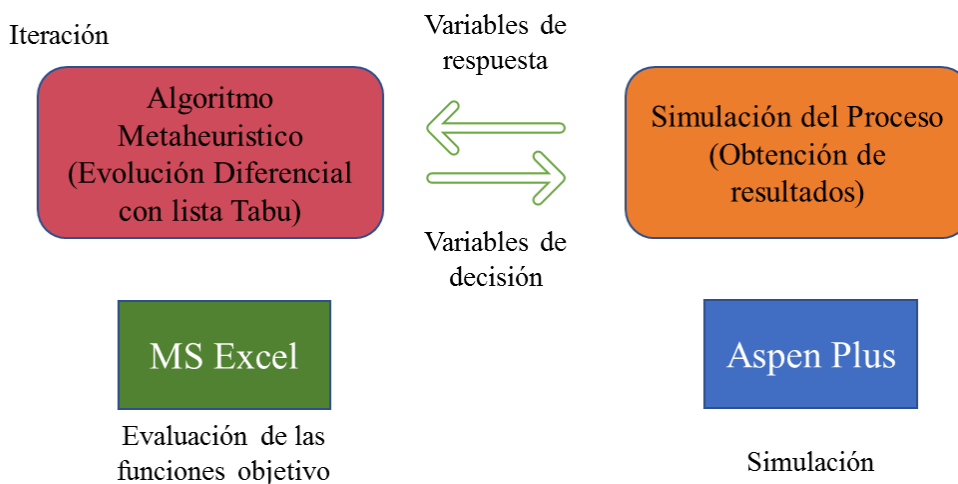 Iteración
Variables de
respuesta
Algoritmo
Metaheuristico
(Evolución Diferencial
con lista Tabu)
Simulación del Proceso
(Obtención de
resultados)
Variables de
decisión
MS Excel
Aspen Plus
Evaluación de las
funciones objetivo
Simulación